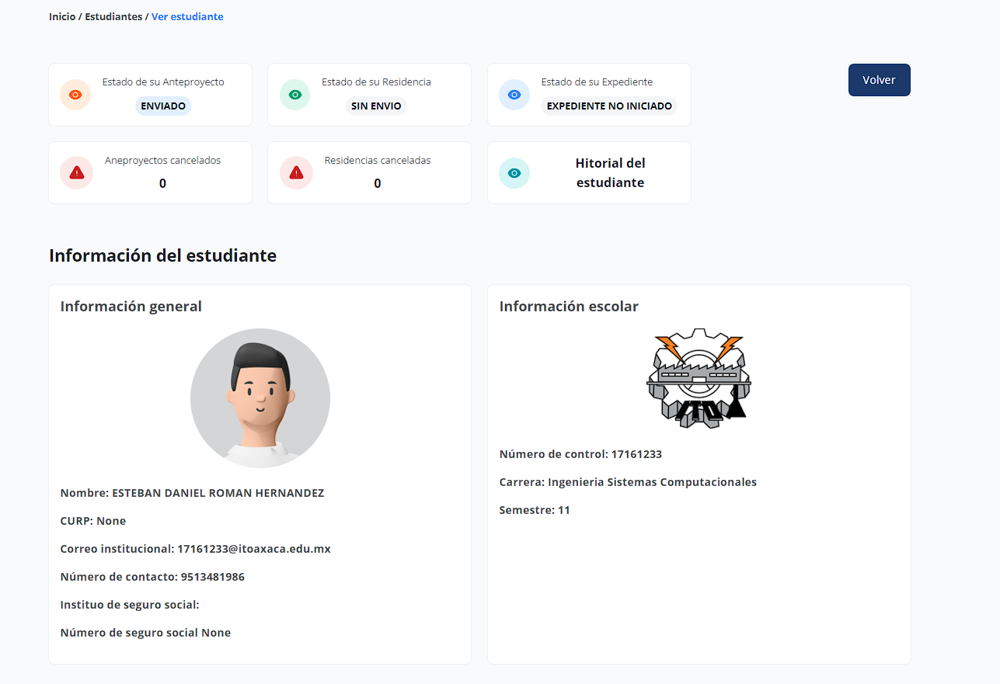 Inicio / Estudiantes / Ver estudiante
Volver
Estado de su Anteproyecto
ENVIADO
Estado de su Residencia
SIN ENVIO
Estado de su Expediente
EXPEDIENTE NO INICIADO
Aneproyectos cancelados
0
Residencias canceladas
0
Hitorial del
estudiante
Información del estudiante
Información general
Nombre: ESTEBAN DANIEL ROMAN HERNANDEZ
CURP: None
Correo institucional: 17161233@itoaxaca.edu.mx
Número de contacto: 9513481986
Instituo de seguro social:
Número de seguro social None
Información escolar
ITO
Número de control: 17161233
Carrera: Ingenieria Sistemas Computacionales
Semestre: 11